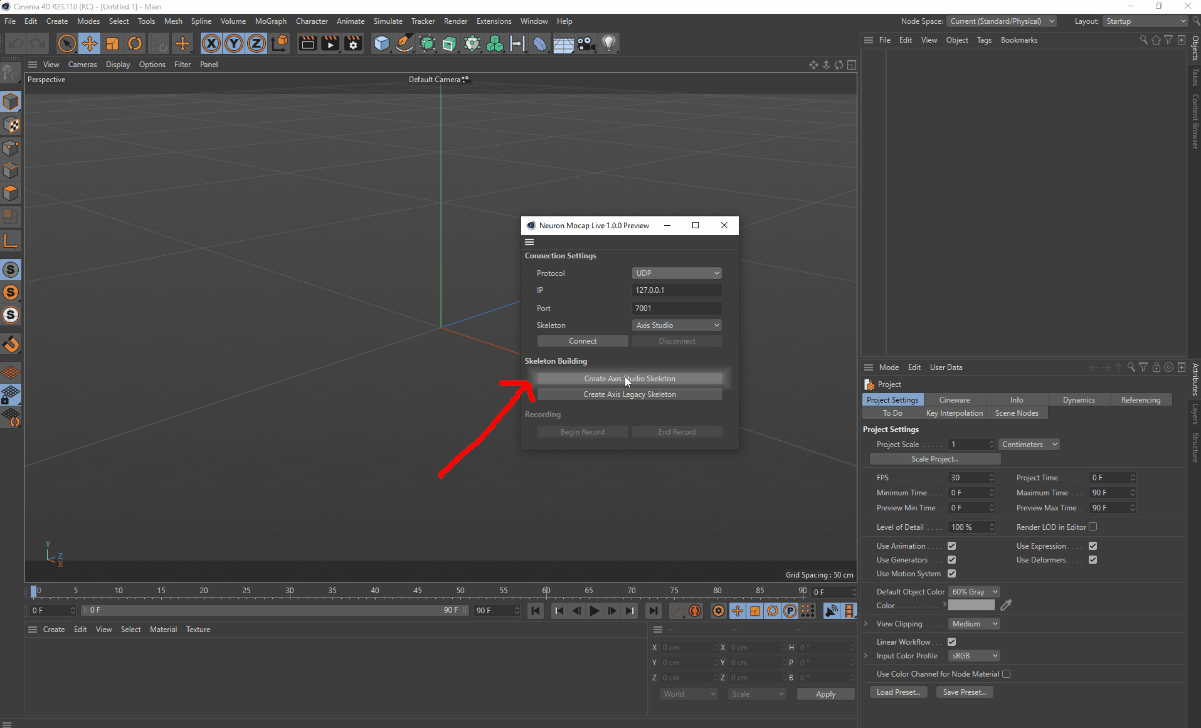 Cinema 4D R23.110 (RC) - [Untitled 1] - Main
File Edit Create Modes Select Tools Mesh Spline Volume MoGraph Character Animate Simulate Tracker Render Extensions Window Help
Node Space: Current (Standard/Physical) Layout: Startup
X Y Z
File Edit View Object Tags Bookmarks
Objects
Takes
Content Browser
View Cameras Display Options Filter Panel
Perspective
Default Camera
Neuron Mocap Live 1.0.0 Preview
Connection Settings
Protocol UDP
IP 127.0.0.1
Port 7001
Skeleton Axis Studio
Connect Disconnect
Skeleton Building
Create Axis Studio Skeleton
Create Axis Legacy Skeleton
Recording
Begin Record End Record
S
S
S
Y
Z
X
Grid Spacing : 50 cm
0 5 10 15 20 25 30 35 40 45 50 55 60 65 70 75 80 85 90 0 F
0 F 0 F 90 F 90 F
P
Create Edit View Select Material Texture
-- -- --
X 0 cm X 0 cm H 0°
Y 0 cm Y 0 cm P 0°
Z 0 cm Z 0 cm B 0°
World Scale Apply
Mode Edit User Data
Attributes
Layers
Structure
Project
Project Settings Cineware Info Dynamics Referencing
To Do Key Interpolation Scene Nodes
Project Settings
Project Scale 1 Centimeters
Scale Project...
FPS 30 Project Time 0 F
Minimum Time 0 F Maximum Time 90 F
Preview Min Time 0 F Preview Max Time 90 F
Level of Detail 100 % Render LOD in Editor
Use Animation Use Expression
Use Generators Use Deformers
Use Motion System
Default Object Color 60% Gray
Color
View Clipping Medium
Linear Workflow
Input Color Profile sRGB
Use Color Channel for Node Material
Load Preset... Save Preset...